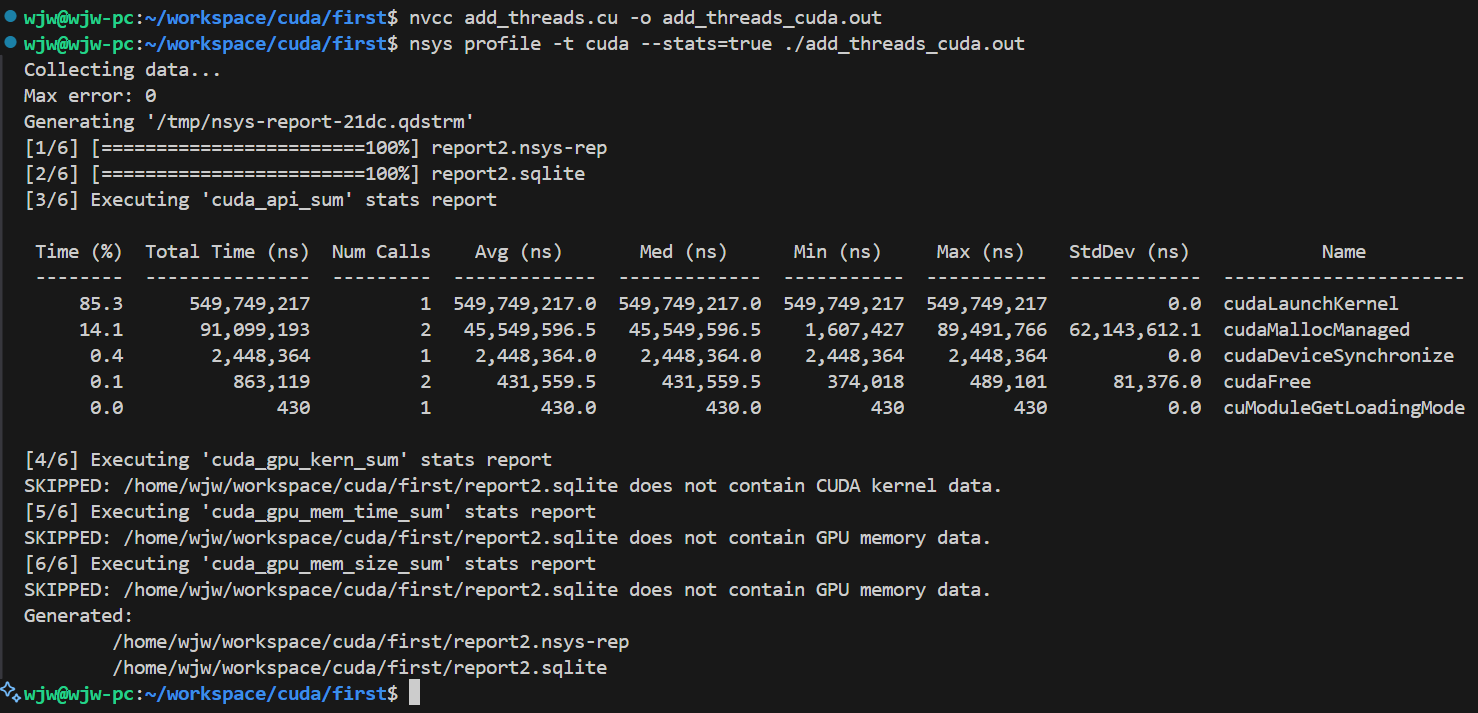 wjw@wjw-pc:~/workspace/cuda/first$ nvcc add_threads.cu -o add_threads_cuda.out
wjw@wjw-pc:~/workspace/cuda/first$ nsys profile -t cuda --stats=true ./add_threads_cuda.out
Collecting data...
Max error: 0
Generating '/tmp/nsys-report-21dc.qdstrm'
[1/6] [========================100%] report2.nsys-rep
[2/6] [========================100%] report2.sqlite
[3/6] Executing 'cuda_api_sum' stats report
Time (%)  Total Time (ns)  Num Calls  Avg (ns)  Med (ns)  Min (ns)  Max (ns)  StdDev (ns)  Name
--------  ---------------  ---------  -------------  -------------  -----------  -----------  ------------  ----------------------
85.3  549,749,217  1  549,749,217.0  549,749,217.0  549,749,217  549,749,217  0.0  cudaLaunchKernel
14.1  91,099,193  2  45,549,596.5  45,549,596.5  1,607,427  89,491,766  62,143,612.1  cudaMallocManaged
0.4  2,448,364  1  2,448,364.0  2,448,364.0  2,448,364  2,448,364  0.0  cudaDeviceSynchronize
0.1  863,119  2  431,559.5  431,559.5  374,018  489,101  81,376.0  cudaFree
0.0  430  1  430.0  430.0  430  430  0.0  cuModuleGetLoadingMode
[4/6] Executing 'cuda_gpu_kern_sum' stats report
SKIPPED: /home/wjw/workspace/cuda/first/report2.sqlite does not contain CUDA kernel data.
[5/6] Executing 'cuda_gpu_mem_time_sum' stats report
SKIPPED: /home/wjw/workspace/cuda/first/report2.sqlite does not contain GPU memory data.
[6/6] Executing 'cuda_gpu_mem_size_sum' stats report
SKIPPED: /home/wjw/workspace/cuda/first/report2.sqlite does not contain GPU memory data.
Generated:
/home/wjw/workspace/cuda/first/report2.nsys-rep
/home/wjw/workspace/cuda/first/report2.sqlite
wjw@wjw-pc:~/workspace/cuda/first$